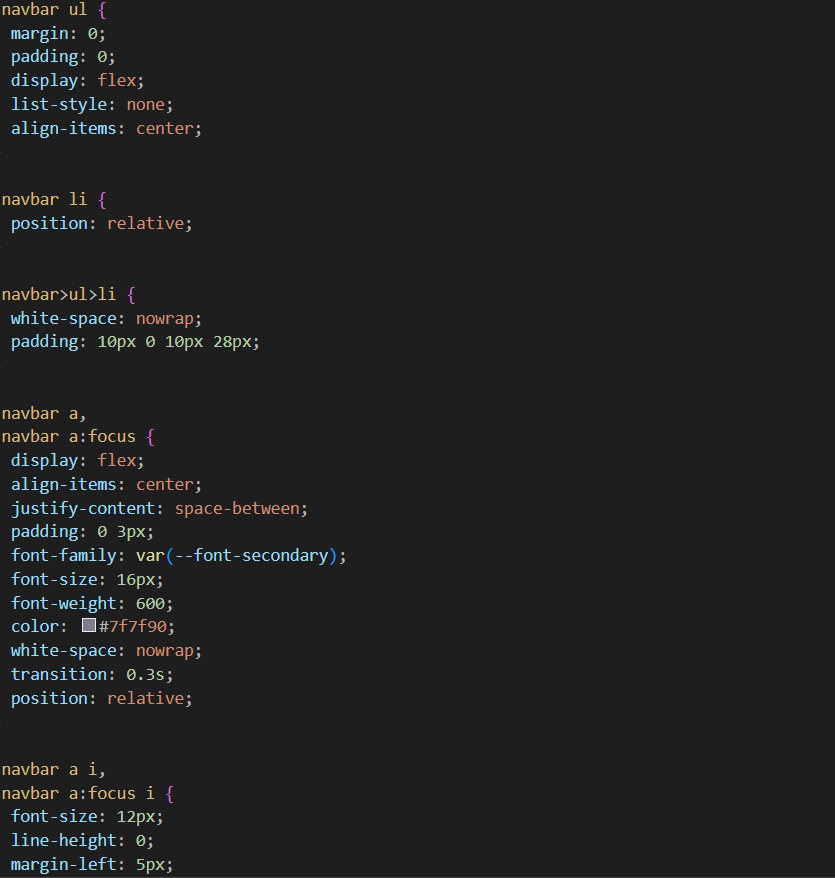 navbar ul {
margin: 0;
padding: 0;
display: flex;
list-style: none;
align-items: center;
navbar li {
position: relative;
navbar>ul>li {
white-space: nowrap;
padding: 10px 0 10px 28px;
navbar a,
navbar a:focus {
display: flex;
align-items: center;
justify-content: space-between;
padding: 0 3px;
font-family: var(--font-secondary);
font-size: 16px;
font-weight: 600;
color: #7f7f90;
white-space: nowrap;
transition: 0.3s;
position: relative;
navbar a i,
navbar a:focus i {
font-size: 12px;
line-height: 0;
margin-left: 5px;